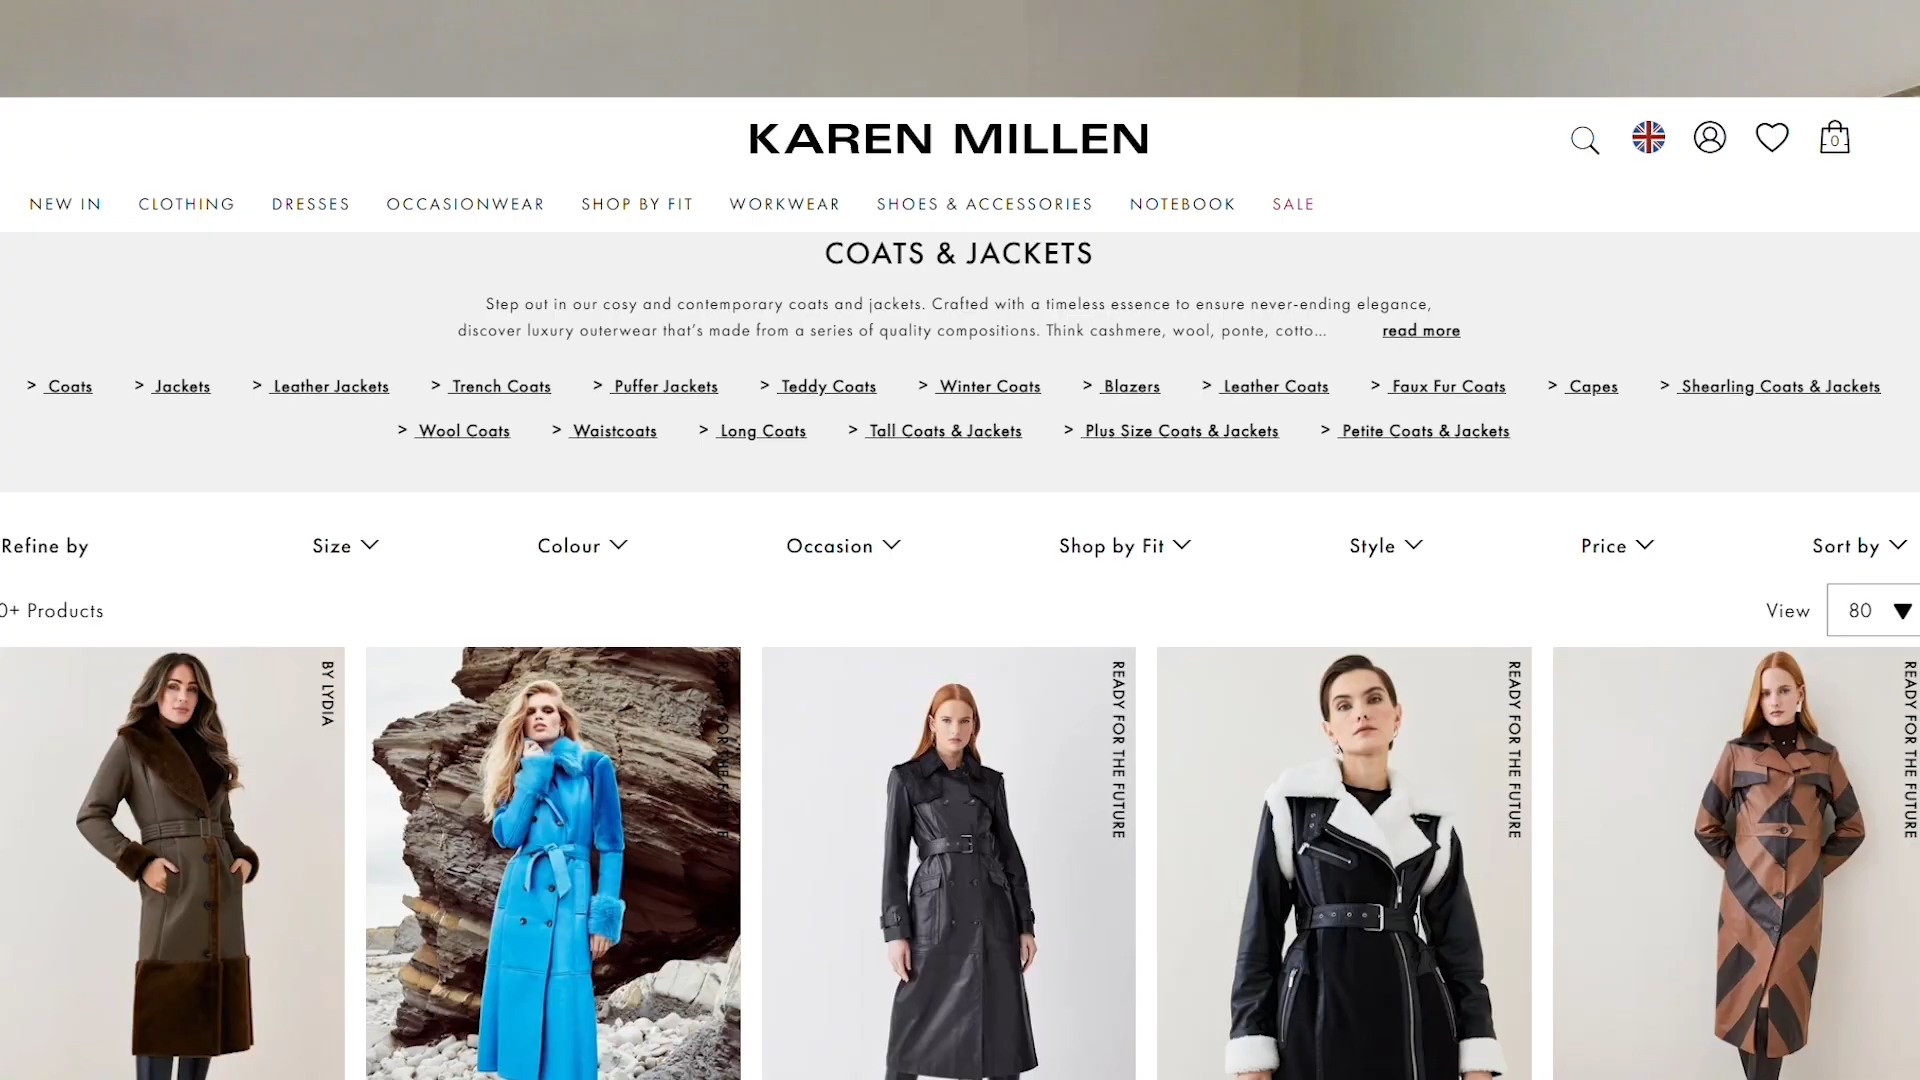 KAREN MILLEN
0
NEW IN CLOTHING DRESSES OCCASIONWEAR SHOP BY FIT WORKWEAR SHOES & ACCESSORIES NOTEBOOK SALE
COATS & JACKETS
Step out in our cosy and contemporary coats and jackets. Crafted with a timeless essence to ensure never-ending elegance,
discover luxury outerwear that's made from a series of quality compositions. Think cashmere, wool, ponte, cotto... read more
> Coats > Jackets > Leather Jackets > Trench Coats > Puffer Jackets > Teddy Coats > Winter Coats > Blazers > Leather Coats > Faux Fur Coats > Capes > Shearling Coats & Jackets
> Wool Coats > Waistcoats > Long Coats > Tall Coats & Jackets > Plus Size Coats & Jackets > Petite Coats & Jackets
Refine by Size Colour Occasion Shop by Fit Style Price Sort by
0+ Products View 80
BY LYDIA
READY FOR THE FUTURE
READY FOR THE FUTURE
READY FOR THE FUTURE